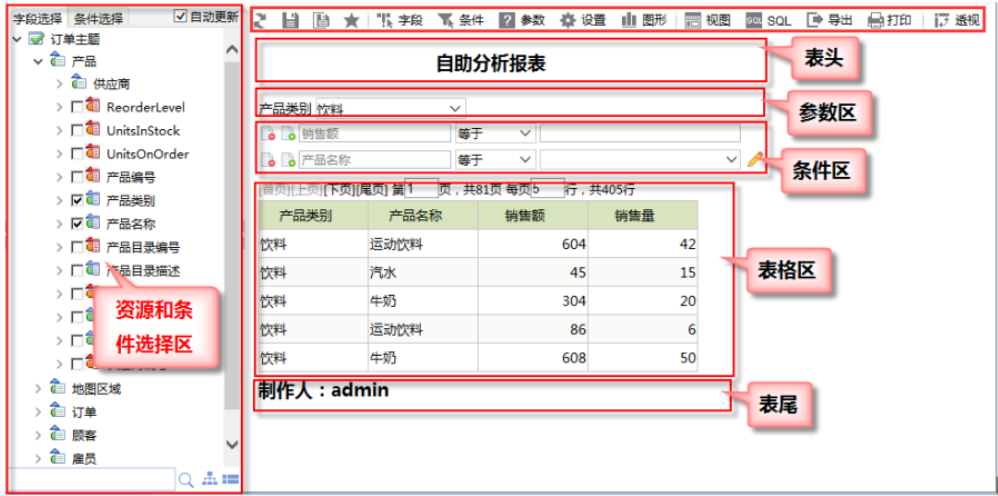 字段选择 条件选择 自动更新
订单主题
产品
供应商
ReorderLevel
UnitsInStock
UnitsOnOrder
产品编号
产品类别
产品名称
产品目录编号
产品目录描述
资源和条
件选择区
地图区域
订单
顾客
雇员
字段 条件 参数 设置 图形 视图 SQL SQL 导出 打印 透视
自助分析报表
表头
产品类别 饮料
参数区
销售额 等于
产品名称 等于
条件区
[首页][上页][下页][尾页] 第1 页，共81页 每页5 行，共405行
产品类别 产品名称 销售额 销售量
饮料 运动饮料 604 42
饮料 汽水 45 15
饮料 牛奶 304 20
饮料 运动饮料 86 6
饮料 牛奶 608 50
表格区
制作人：admin
表尾